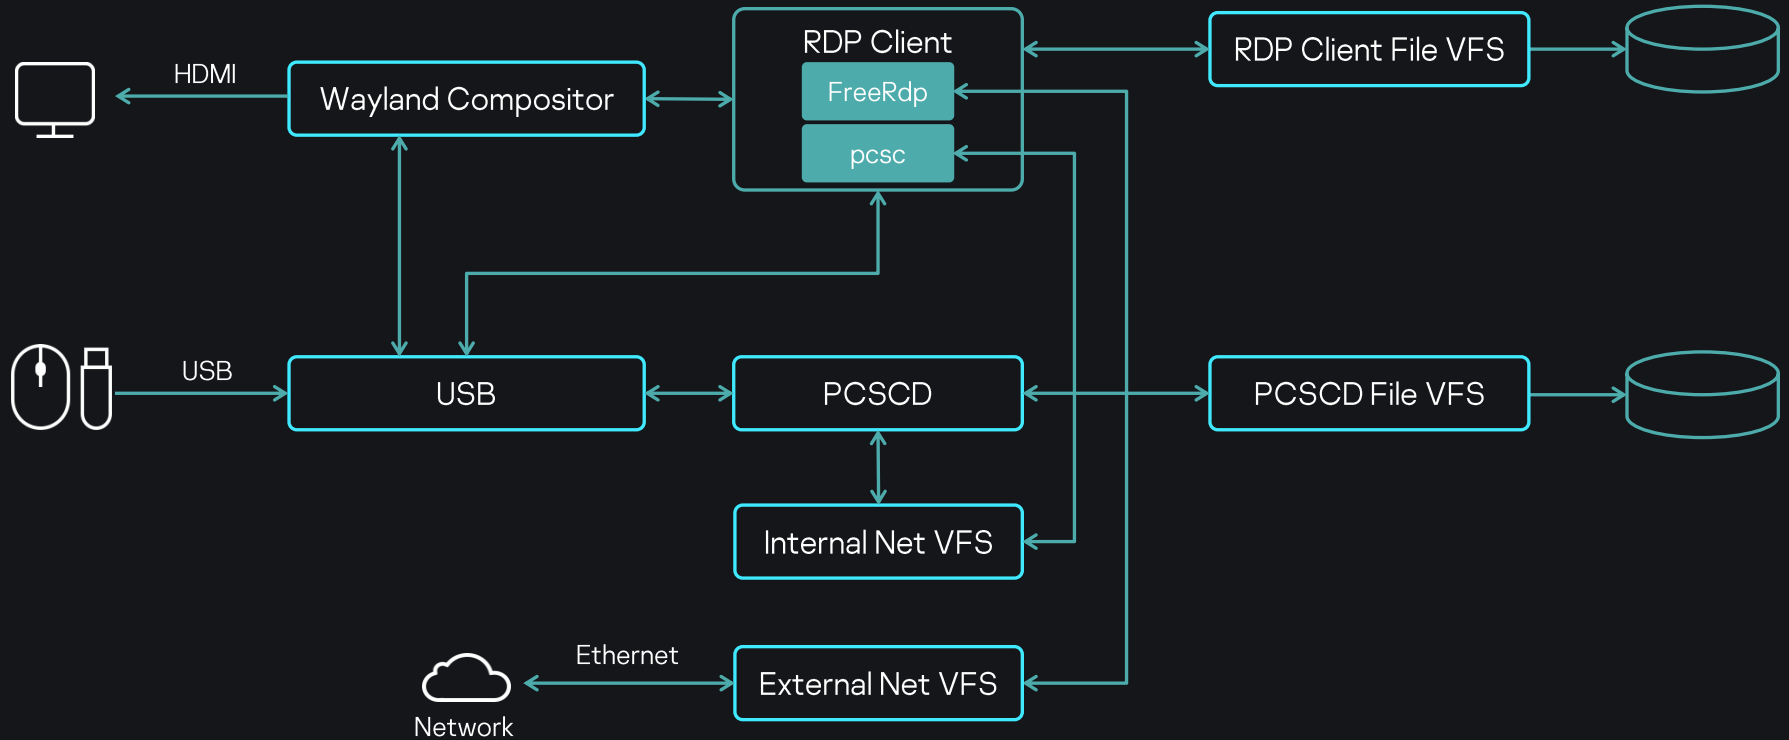 RDP Client
FreeRdp
pcsc
RDP Client File VFS
HDMI
Wayland Compositor
USB
USB
PCSCD
PCSCD File VFS
Internal Net VFS
Ethernet
External Net VFS
Network